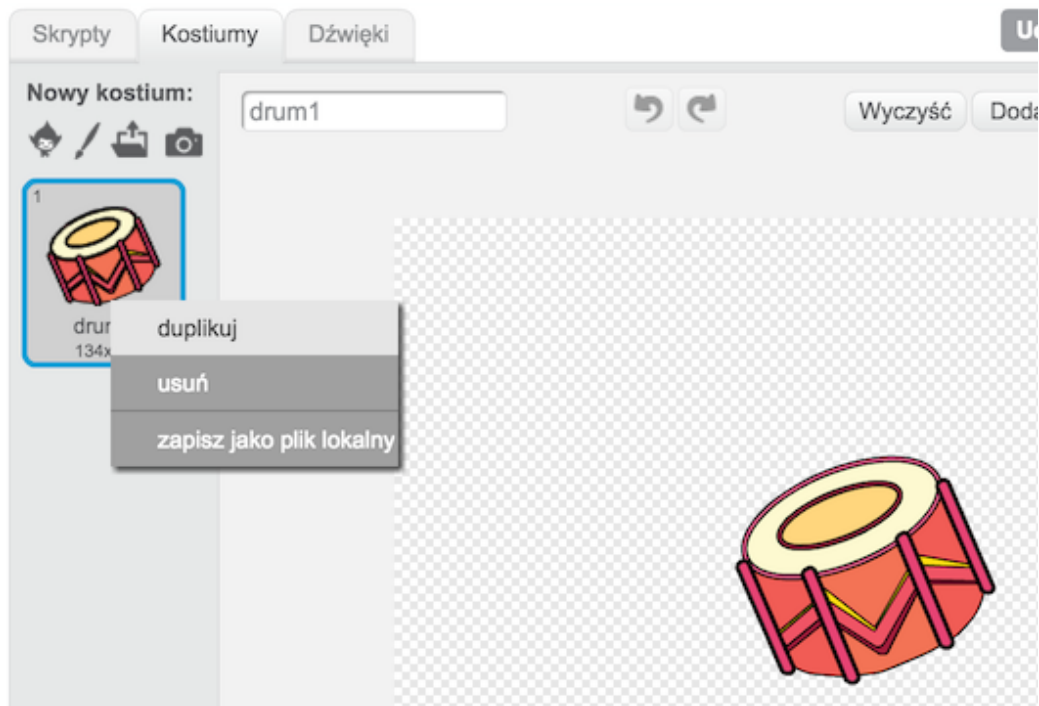 Skrypty Kostiumy Dźwięki
Nowy kostium:
drum1
Wyczyść
1
duplikuj
usuń
zapisz jako plik lokalny